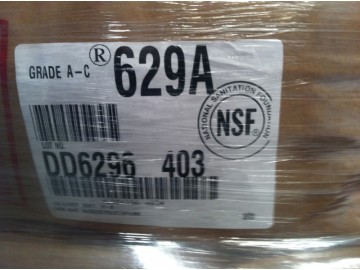 GRADE A-C ® 629A
NATIONAL SANITATION FOUNDATION
NSF®
LOT NO
DD6296 403